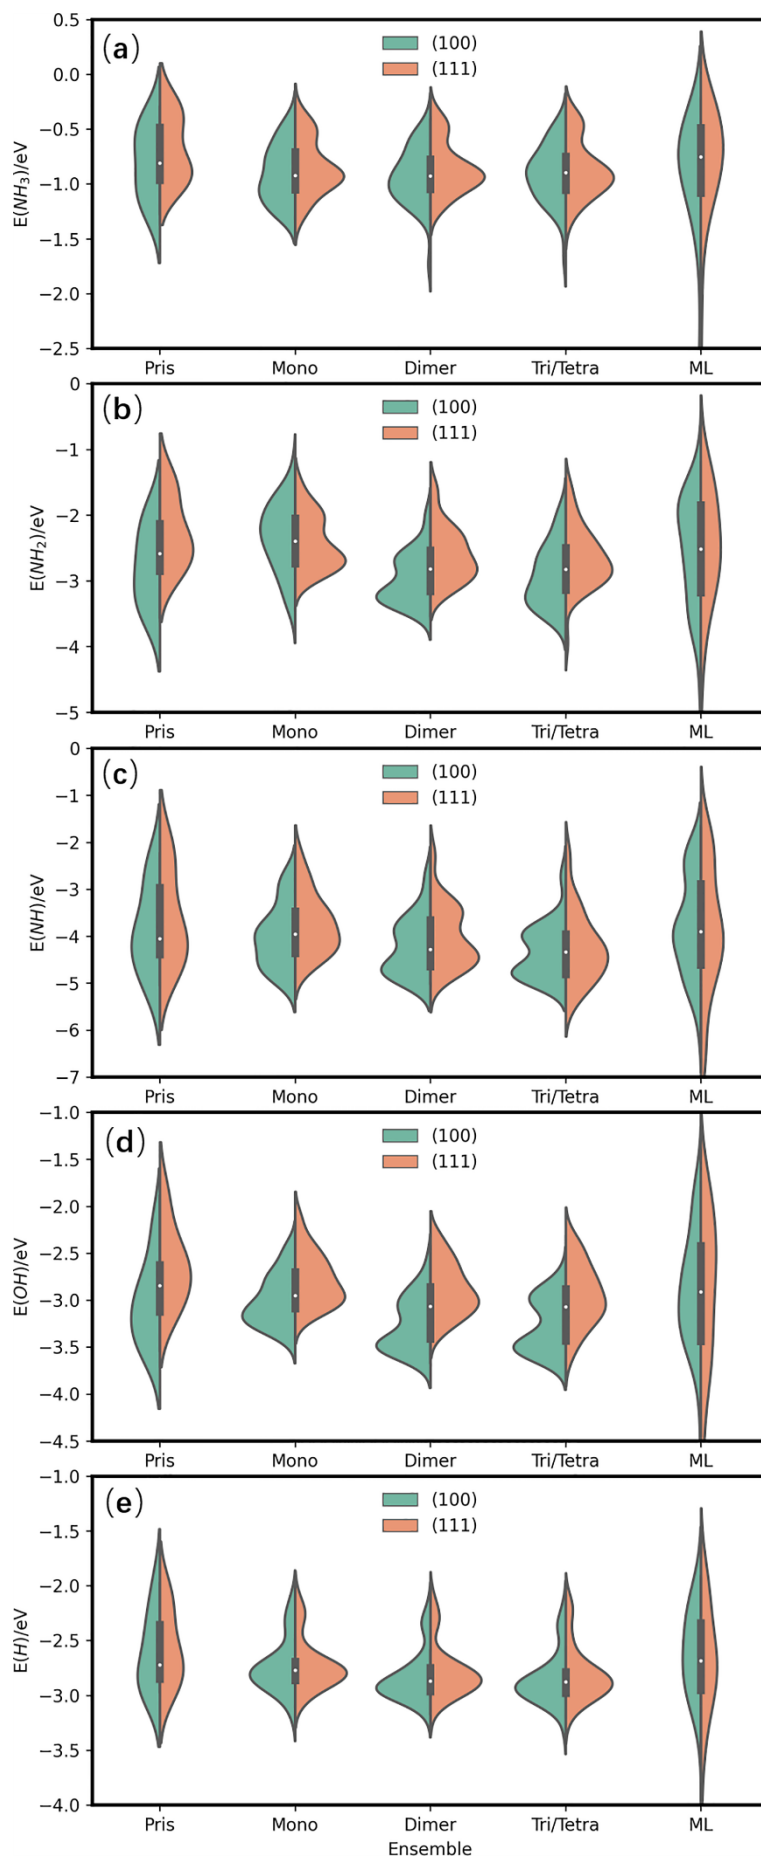 (a)
(100)
(111)
E(NH₃)/eV
0.5
0.0
−0.5
−1.0
−1.5
−2.0
−2.5
Pris Mono Dimer Tri/Tetra ML
(b)
(100)
(111)
E(NH₂)/eV
0
−1
−2
−3
−4
−5
Pris Mono Dimer Tri/Tetra ML
(c)
(100)
(111)
E(NH)/eV
0
−1
−2
−3
−4
−5
−6
−7
Pris Mono Dimer Tri/Tetra ML
(d)
(100)
(111)
E(OH)/eV
−1.0
−1.5
−2.0
−2.5
−3.0
−3.5
−4.0
−4.5
Pris Mono Dimer Tri/Tetra ML
(e)
(100)
(111)
E(H)/eV
−1.0
−1.5
−2.0
−2.5
−3.0
−3.5
−4.0
Pris Mono Dimer Tri/Tetra ML
Ensemble